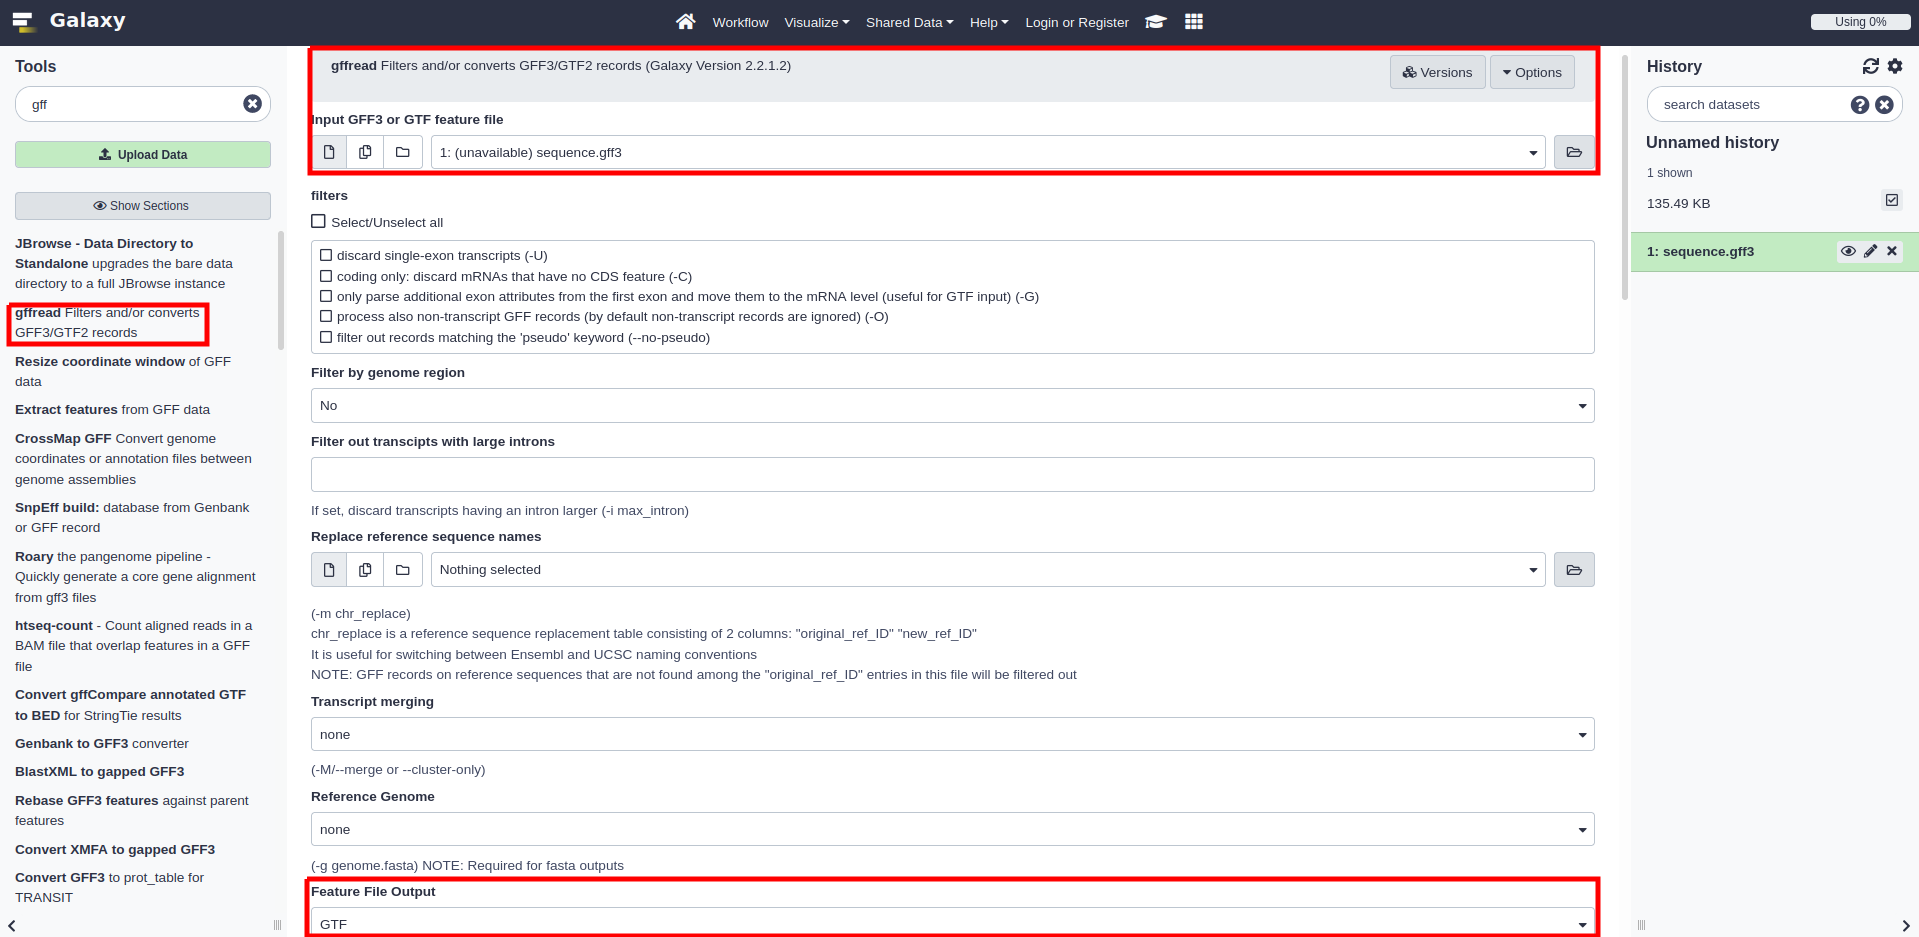 Galaxy
Workflow Visualize Shared Data Help Login or Register
Using 0%
Tools
gff
Upload Data
Show Sections
JBrowse - Data Directory to
Standalone upgrades the bare data
directory to a full JBrowse instance
gffread Filters and/or converts
GFF3/GTF2 records
Resize coordinate window of GFF
data
Extract features from GFF data
CrossMap GFF Convert genome
coordinates or annotation files between
genome assemblies
SnpEff build: database from Genbank
or GFF record
Roary the pangenome pipeline -
Quickly generate a core gene alignment
from gff3 files
htseq-count - Count aligned reads in a
BAM file that overlap features in a GFF
file
Convert gffCompare annotated GTF
to BED for StringTie results
Genbank to GFF3 converter
BlastXML to gapped GFF3
Rebase GFF3 features against parent
features
Convert XMFA to gapped GFF3
Convert GFF3 to prot_table for
TRANSIT
gffread Filters and/or converts GFF3/GTF2 records (Galaxy Version 2.2.1.2)
Versions
Options
Input GFF3 or GTF feature file
1: (unavailable) sequence.gff3
filters
Select/Unselect all
discard single-exon transcripts (-U)
coding only: discard mRNAs that have no CDS feature (-C)
only parse additional exon attributes from the first exon and move them to the mRNA level (useful for GTF input) (-G)
process also non-transcript GFF records (by default non-transcript records are ignored) (-O)
filter out records matching the 'pseudo' keyword (--no-pseudo)
Filter by genome region
No
Filter out transcipts with large introns
If set, discard transcripts having an intron larger (-i max_intron)
Replace reference sequence names
Nothing selected
(-m chr_replace)
chr_replace is a reference sequence replacement table consisting of 2 columns: "original_ref_ID" "new_ref_ID"
It is useful for switching between Ensembl and UCSC naming conventions
NOTE: GFF records on reference sequences that are not found among the "original_ref_ID" entries in this file will be filtered out
Transcript merging
none
(-M/--merge or --cluster-only)
Reference Genome
none
(-g genome.fasta) NOTE: Required for fasta outputs
Feature File Output
GTF
History
search datasets
Unnamed history
1 shown
135.49 KB
1: sequence.gff3